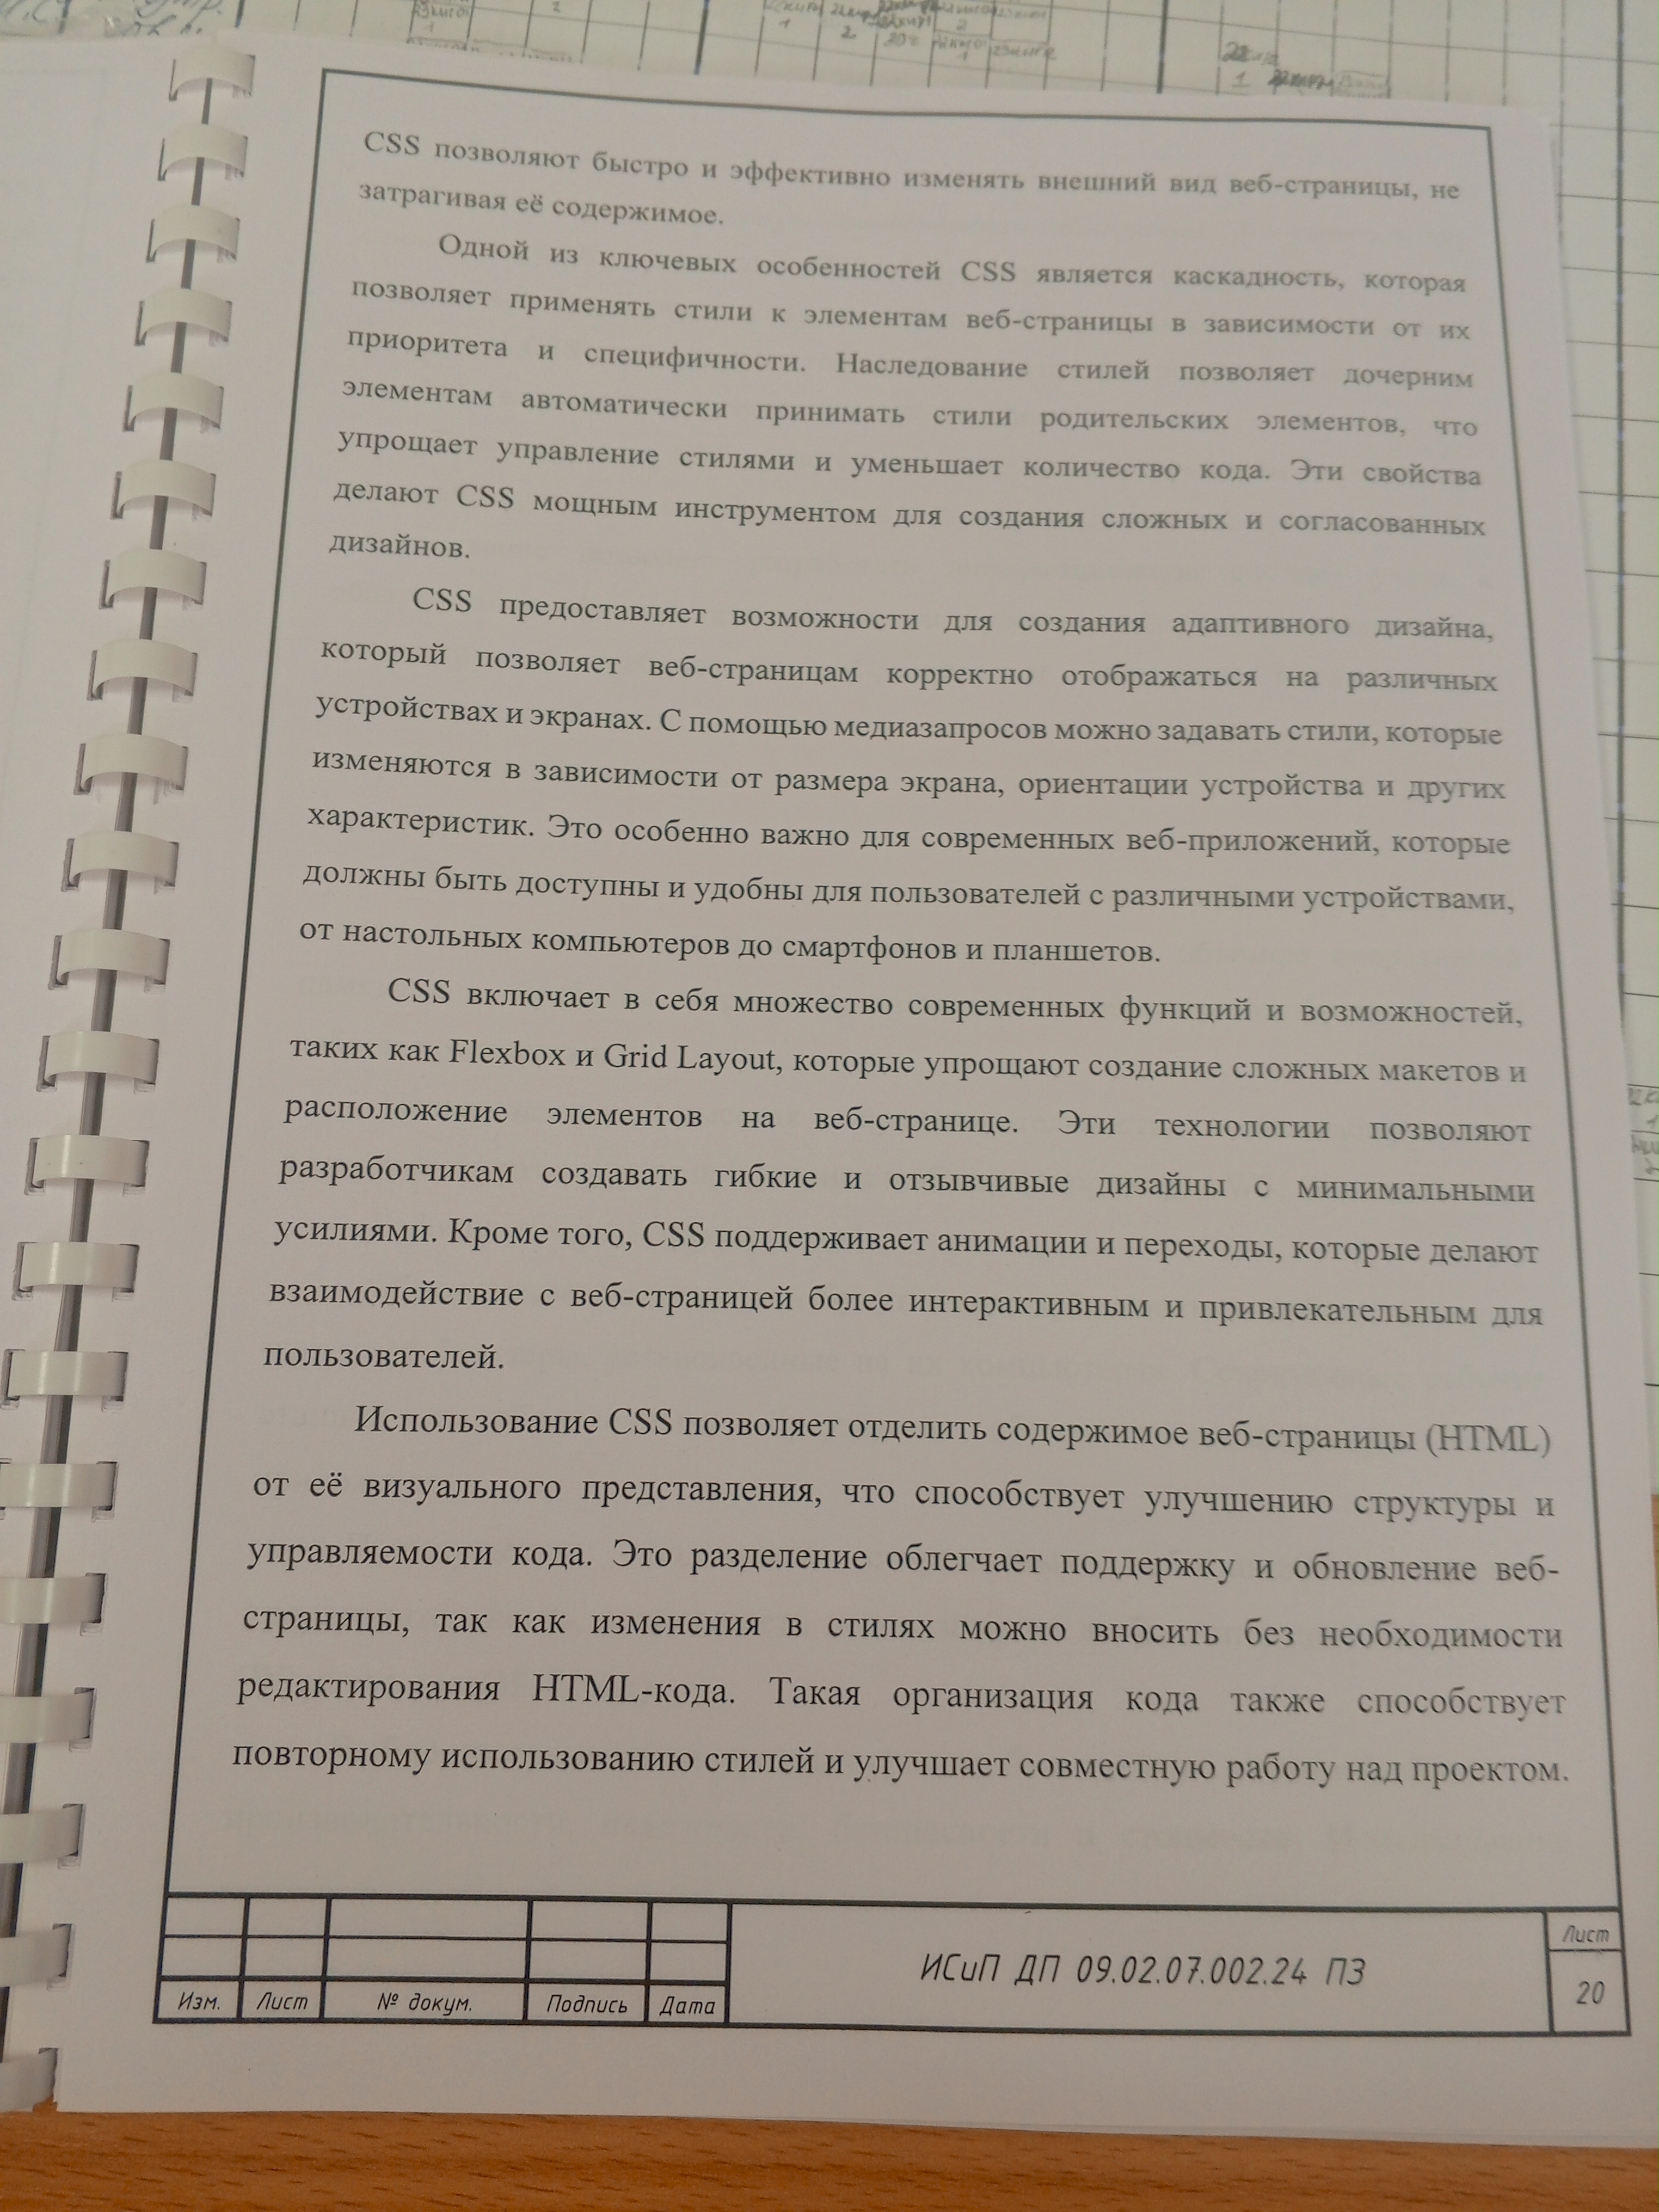 CSS позволяют быстро и эффективно изменять внешний вид веб-страницы, не
затрагивая её содержимое.
Одной из ключевых особенностей CSS является каскадность, которая
позволяет применять стили к элементам веб-страницы в зависимости от их
приоритета и специфичности. Наследование стилей позволяет дочерним
элементам автоматически принимать стили родительских элементов, что
упрощает управление стилями и уменьшает количество кода. Эти свойства
делают CSS мощным инструментом для создания сложных и согласованных
дизайнов.
CSS предоставляет возможности для создания адаптивного дизайна,
который позволяет веб-страницам корректно отображаться на различных
устройствах и экранах. С помощью медиазапросов можно задавать стили, которые
изменяются в зависимости от размера экрана, ориентации устройства и других
характеристик. Это особенно важно для современных веб-приложений, которые
должны быть доступны и удобны для пользователей с различными устройствами,
от настольных компьютеров до смартфонов и планшетов.
CSS включает в себя множество современных функций и возможностей,
таких как Flexbox и Grid Layout, которые упрощают создание сложных макетов и
расположение элементов на веб-странице. Эти технологии позволяют
разработчикам создавать гибкие и отзывчивые дизайны с минимальными
усилиями. Кроме того, CSS поддерживает анимации и переходы, которые делают
взаимодействие с веб-страницей более интерактивным и привлекательным для
пользователей.
Использование CSS позволяет отделить содержимое веб-страницы (HTML)
от её визуального представления, что способствует улучшению структуры и
управляемости кода. Это разделение облегчает поддержку и обновление веб-
страницы, так как изменения в стилях можно вносить без необходимости
редактирования HTML-кода. Такая организация кода также способствует
повторному использованию стилей и улучшает совместную работу над проектом.
Изм. Лист № докум. Подпись Дата
ИСиП ДП 09.02.07.002.24 ПЗ
Лист
20